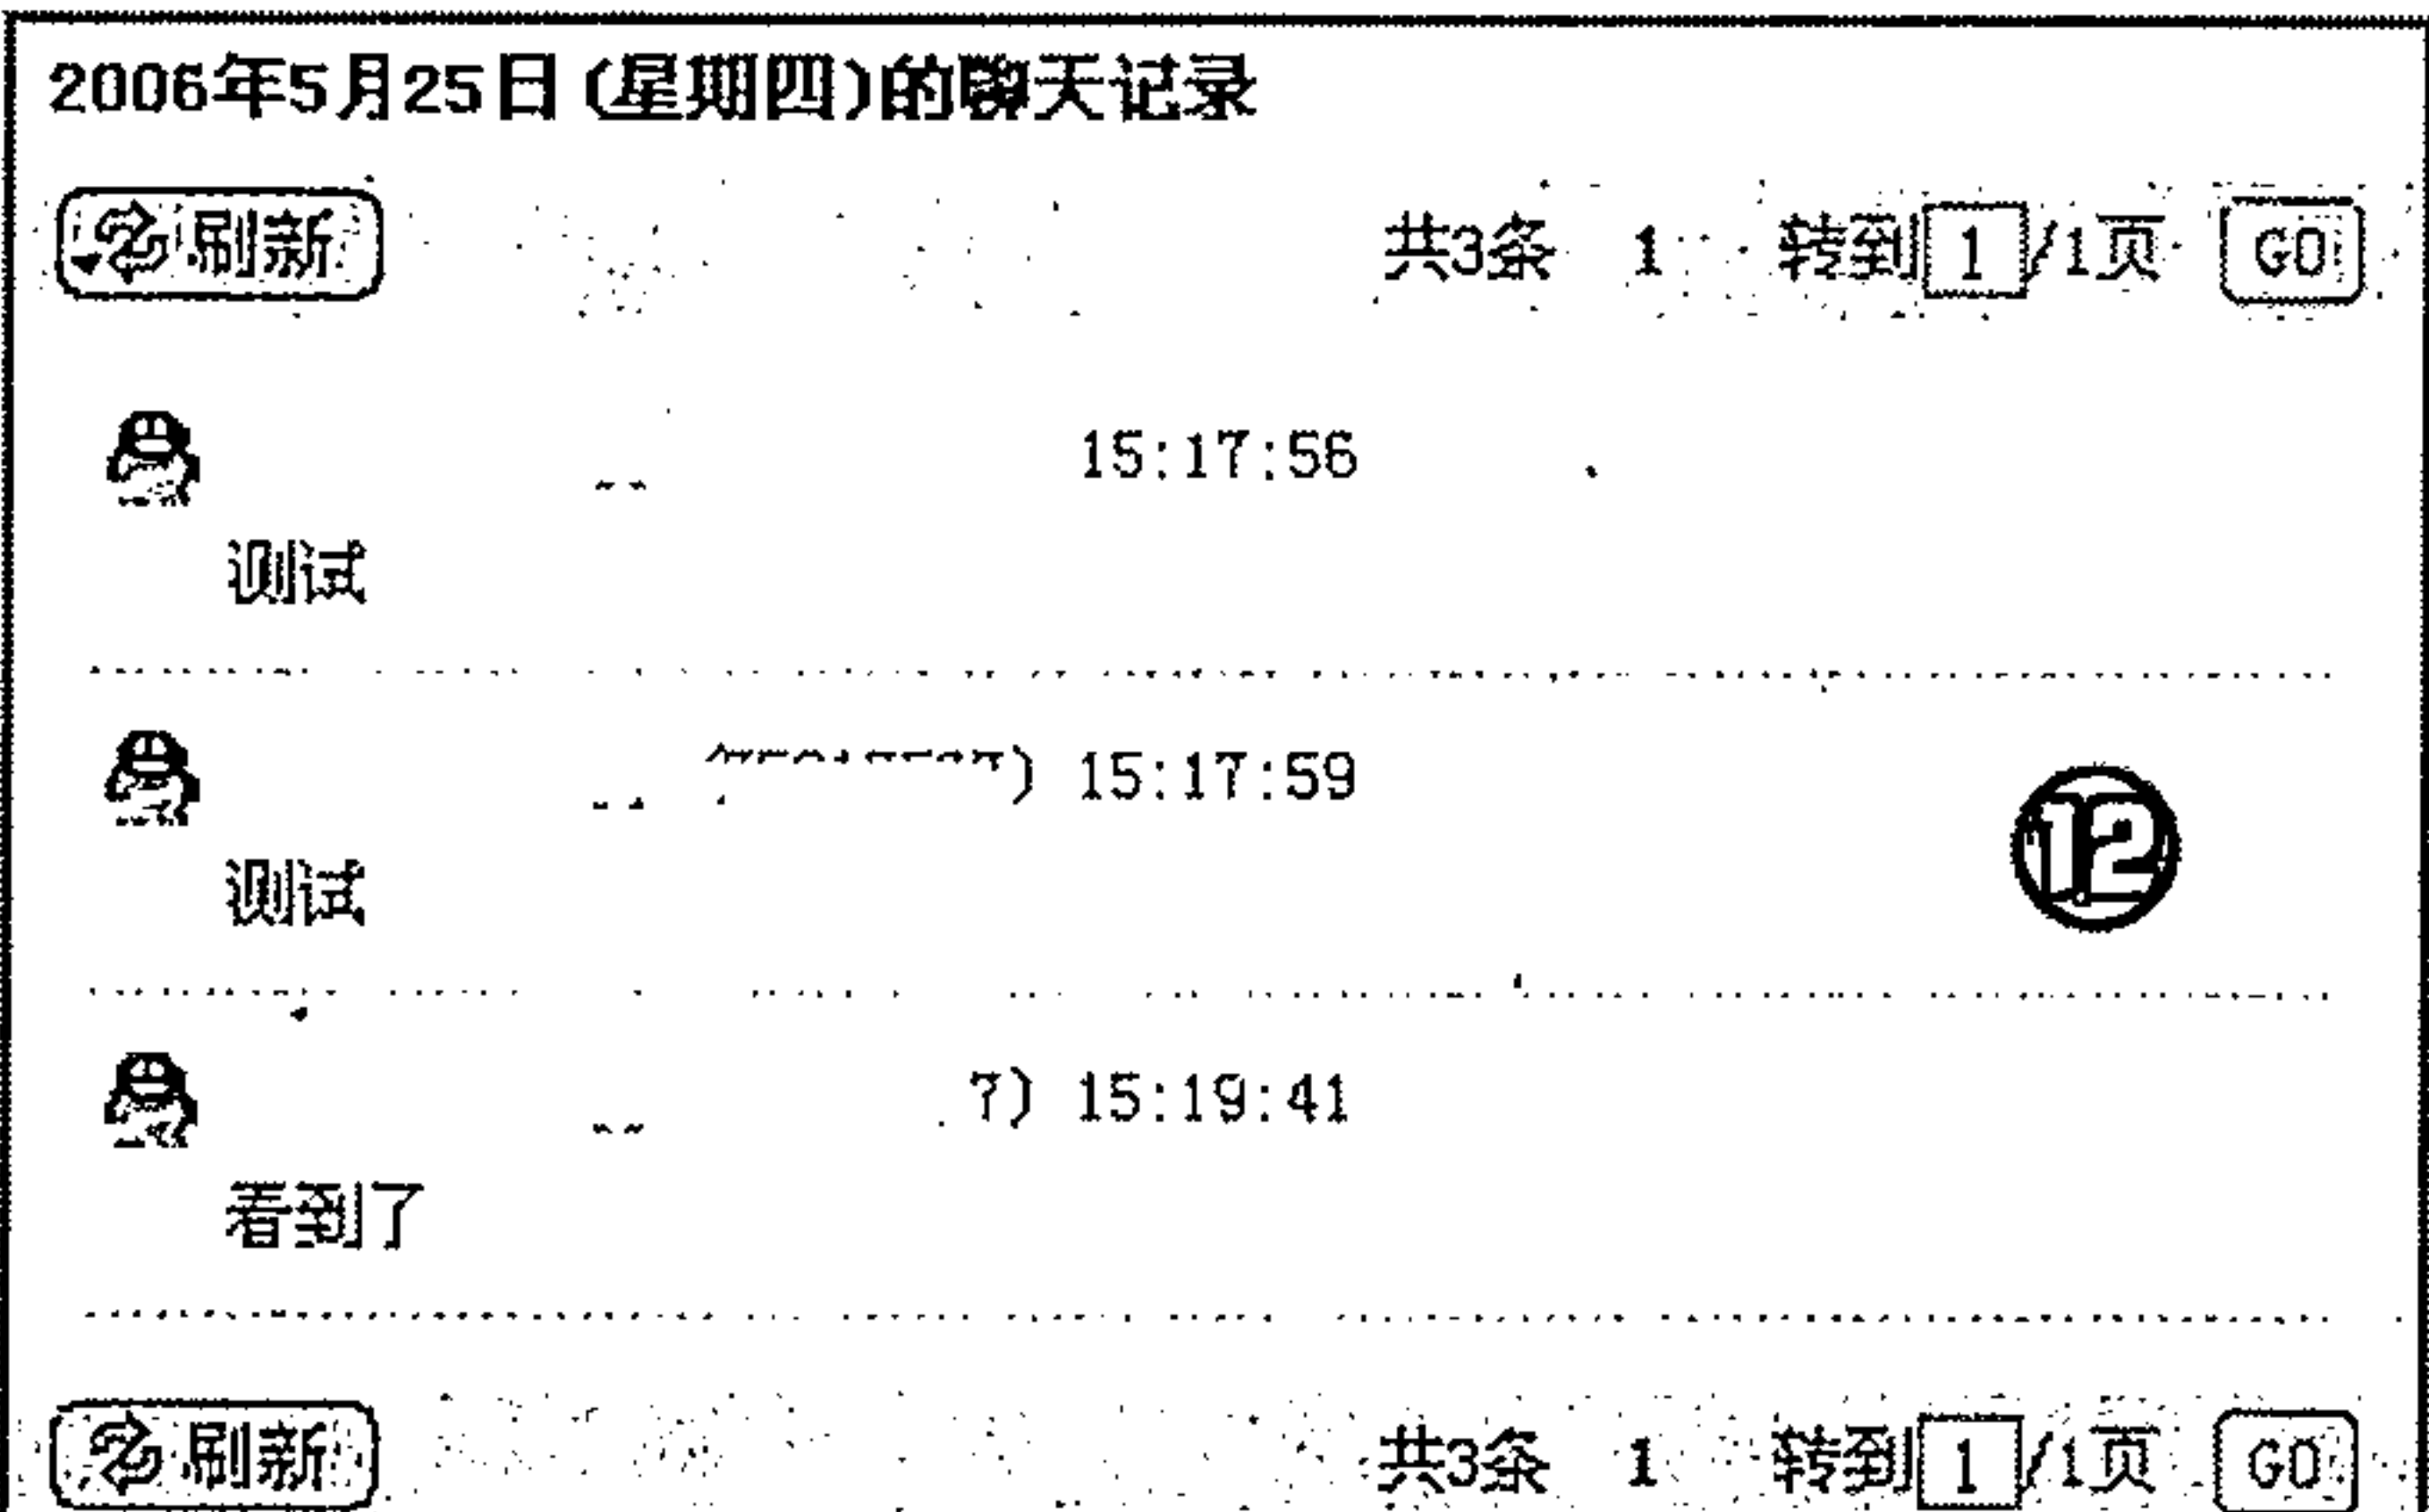 2006年5月25日(星期四)的聊天记录
刷新 共3条 1 转到 1 /1页 GO
15:17:56
测试
) 15:17:59
12
测试
7) 15:19:41
看到了
刷新 共3条 1 转到 1 /1页 GO